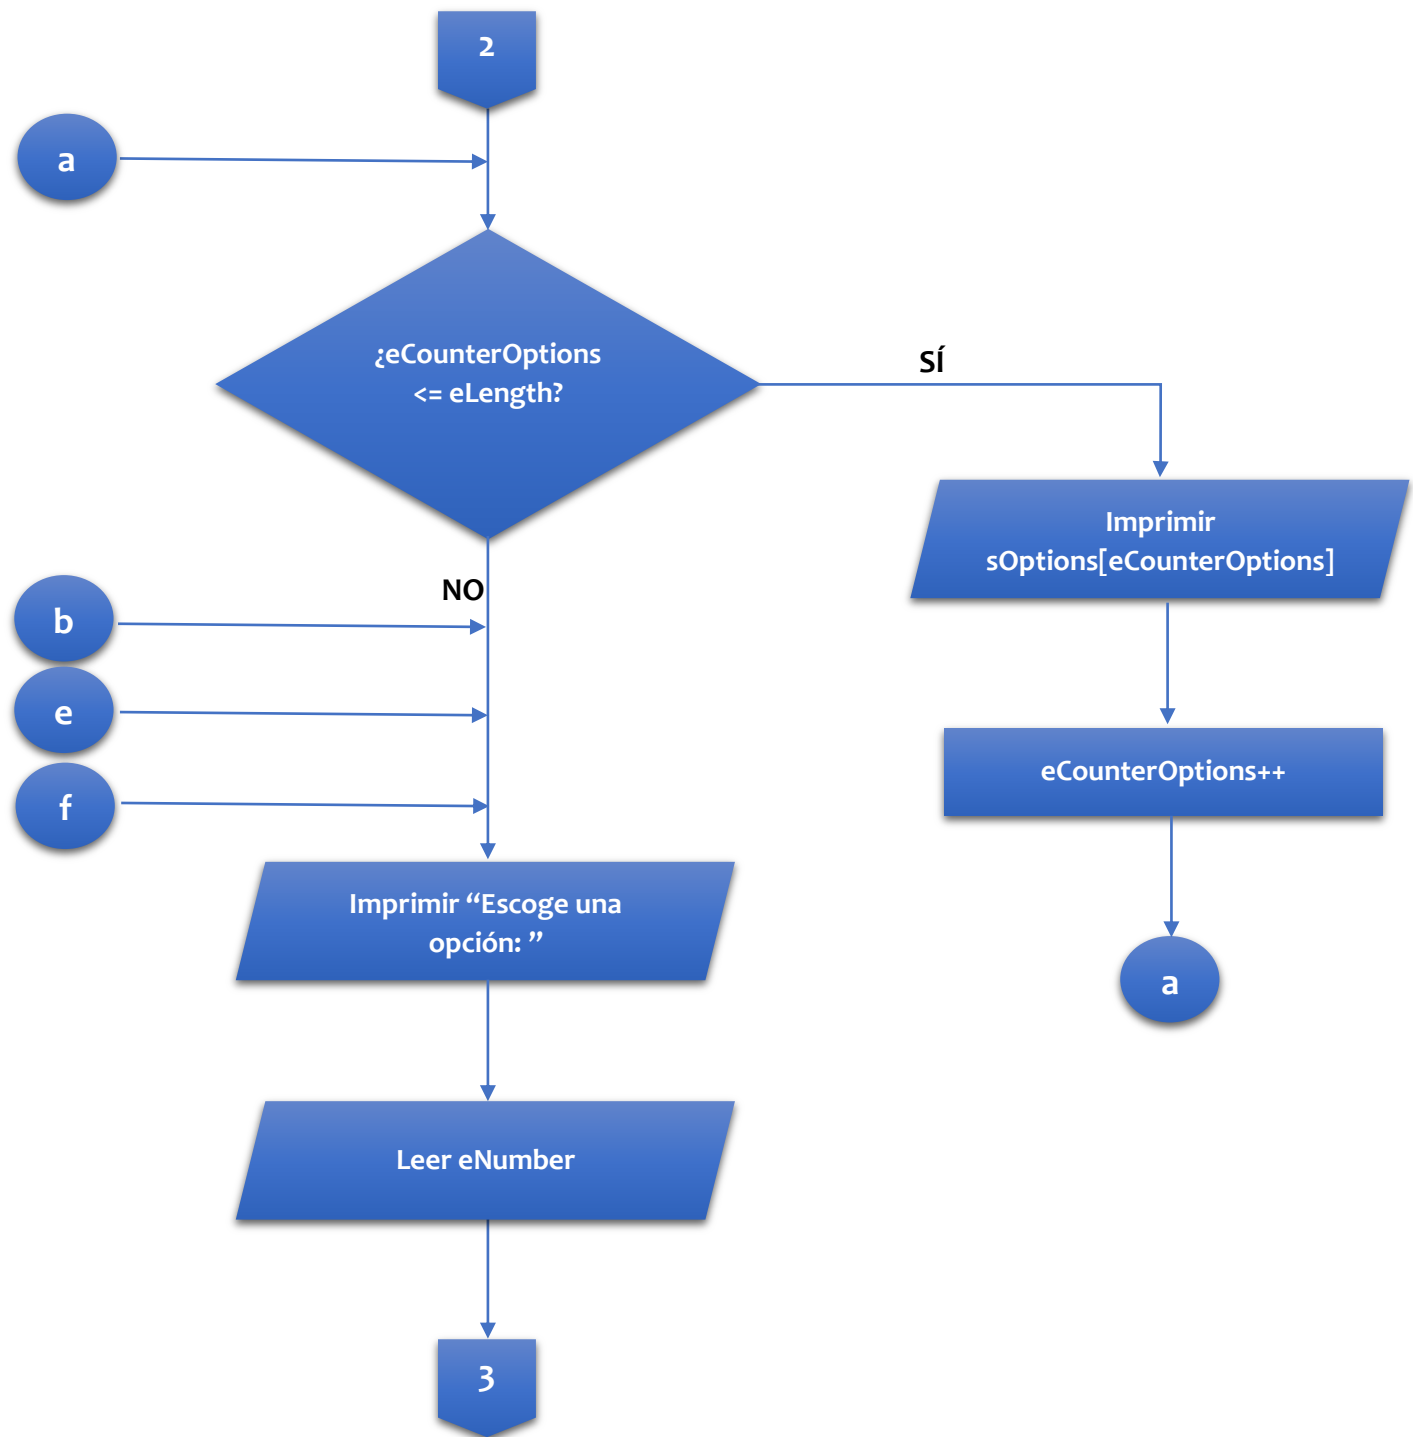 2
a
¿eCounterOptions
<= eLength?
SÍ
Imprimir
sOptions[eCounterOptions]
NO
b
e
f
eCounterOptions++
Imprimir “Escoge una
opción: ”
a
Leer eNumber
3